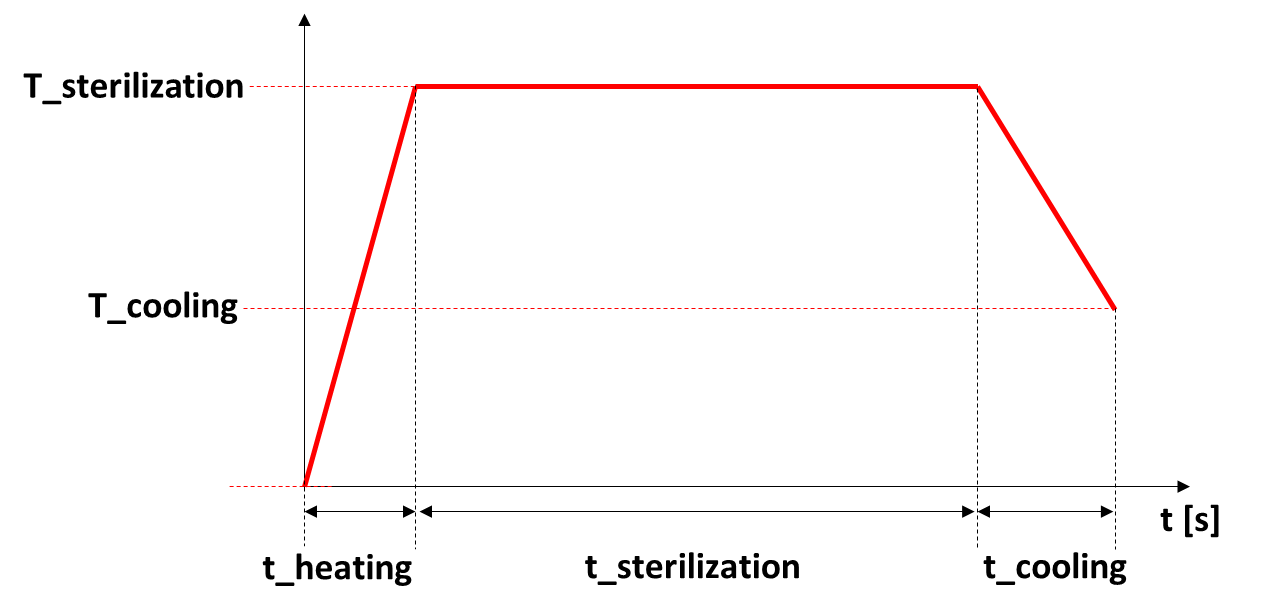 T_sterilization
T_cooling
t [s]
t_heating
t_sterilization
t_cooling